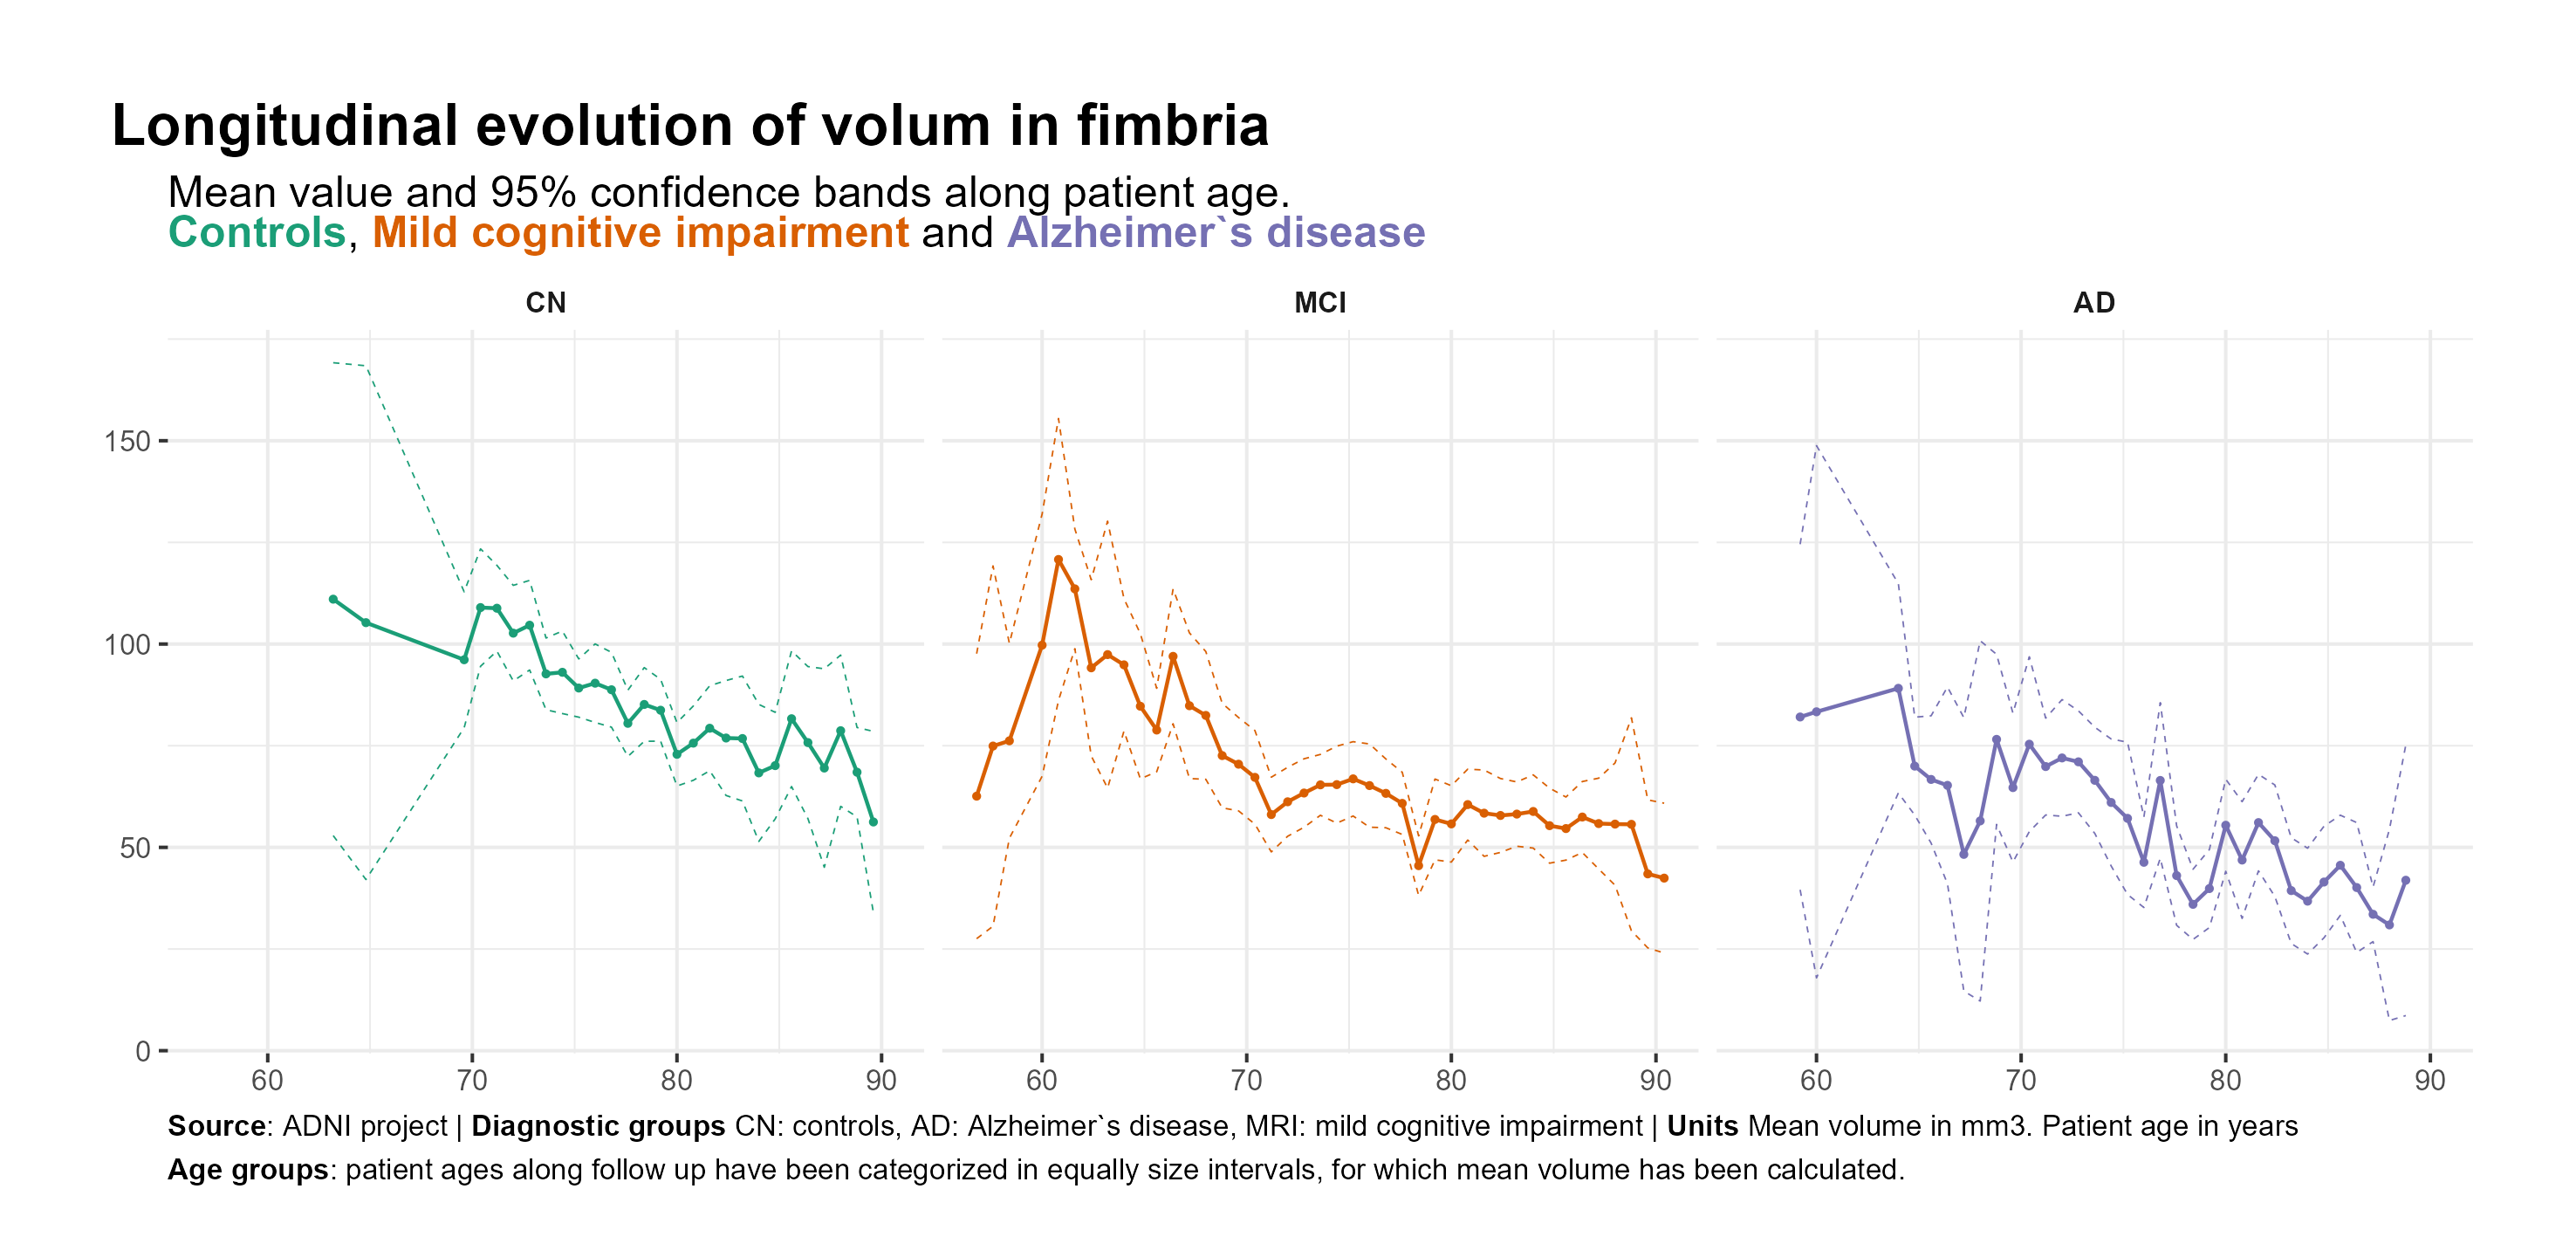 Longitudinal evolution of volum in fimbria
Mean value and 95% confidence bands along patient age.
Controls, Mild cognitive impairment and Alzheimer`s disease
CN MCI AD
150
100
50
0
60 70 80 90 60 70 80 90 60 70 80 90
Source: ADNI project | Diagnostic groups CN: controls, AD: Alzheimer`s disease, MRI: mild cognitive impairment | Units Mean volume in mm3. Patient age in years
Age groups: patient ages along follow up have been categorized in equally size intervals, for which mean volume has been calculated.